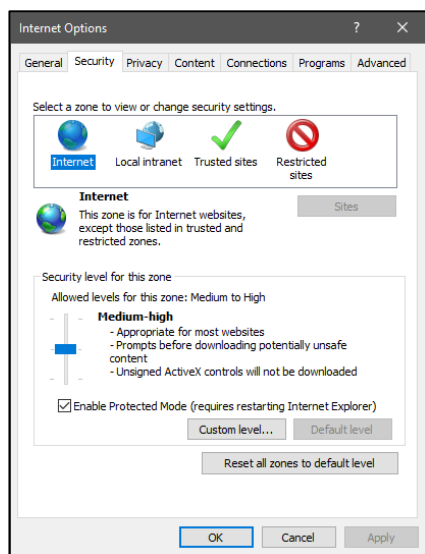 Internet Options ? ×
General Security Privacy Content Connections Programs Advanced
Select a zone to view or change security settings.
Internet Local intranet Trusted sites Restricted
sites
Internet
Sites
This zone is for Internet websites,
except those listed in trusted and
restricted zones.
Security level for this zone
Allowed levels for this zone: Medium to High
Medium-high
- Appropriate for most websites
- Prompts before downloading potentially unsafe
content
- Unsigned ActiveX controls will not be downloaded
Enable Protected Mode (requires restarting Internet Explorer)
Custom level... Default level
Reset all zones to default level
OK Cancel Apply